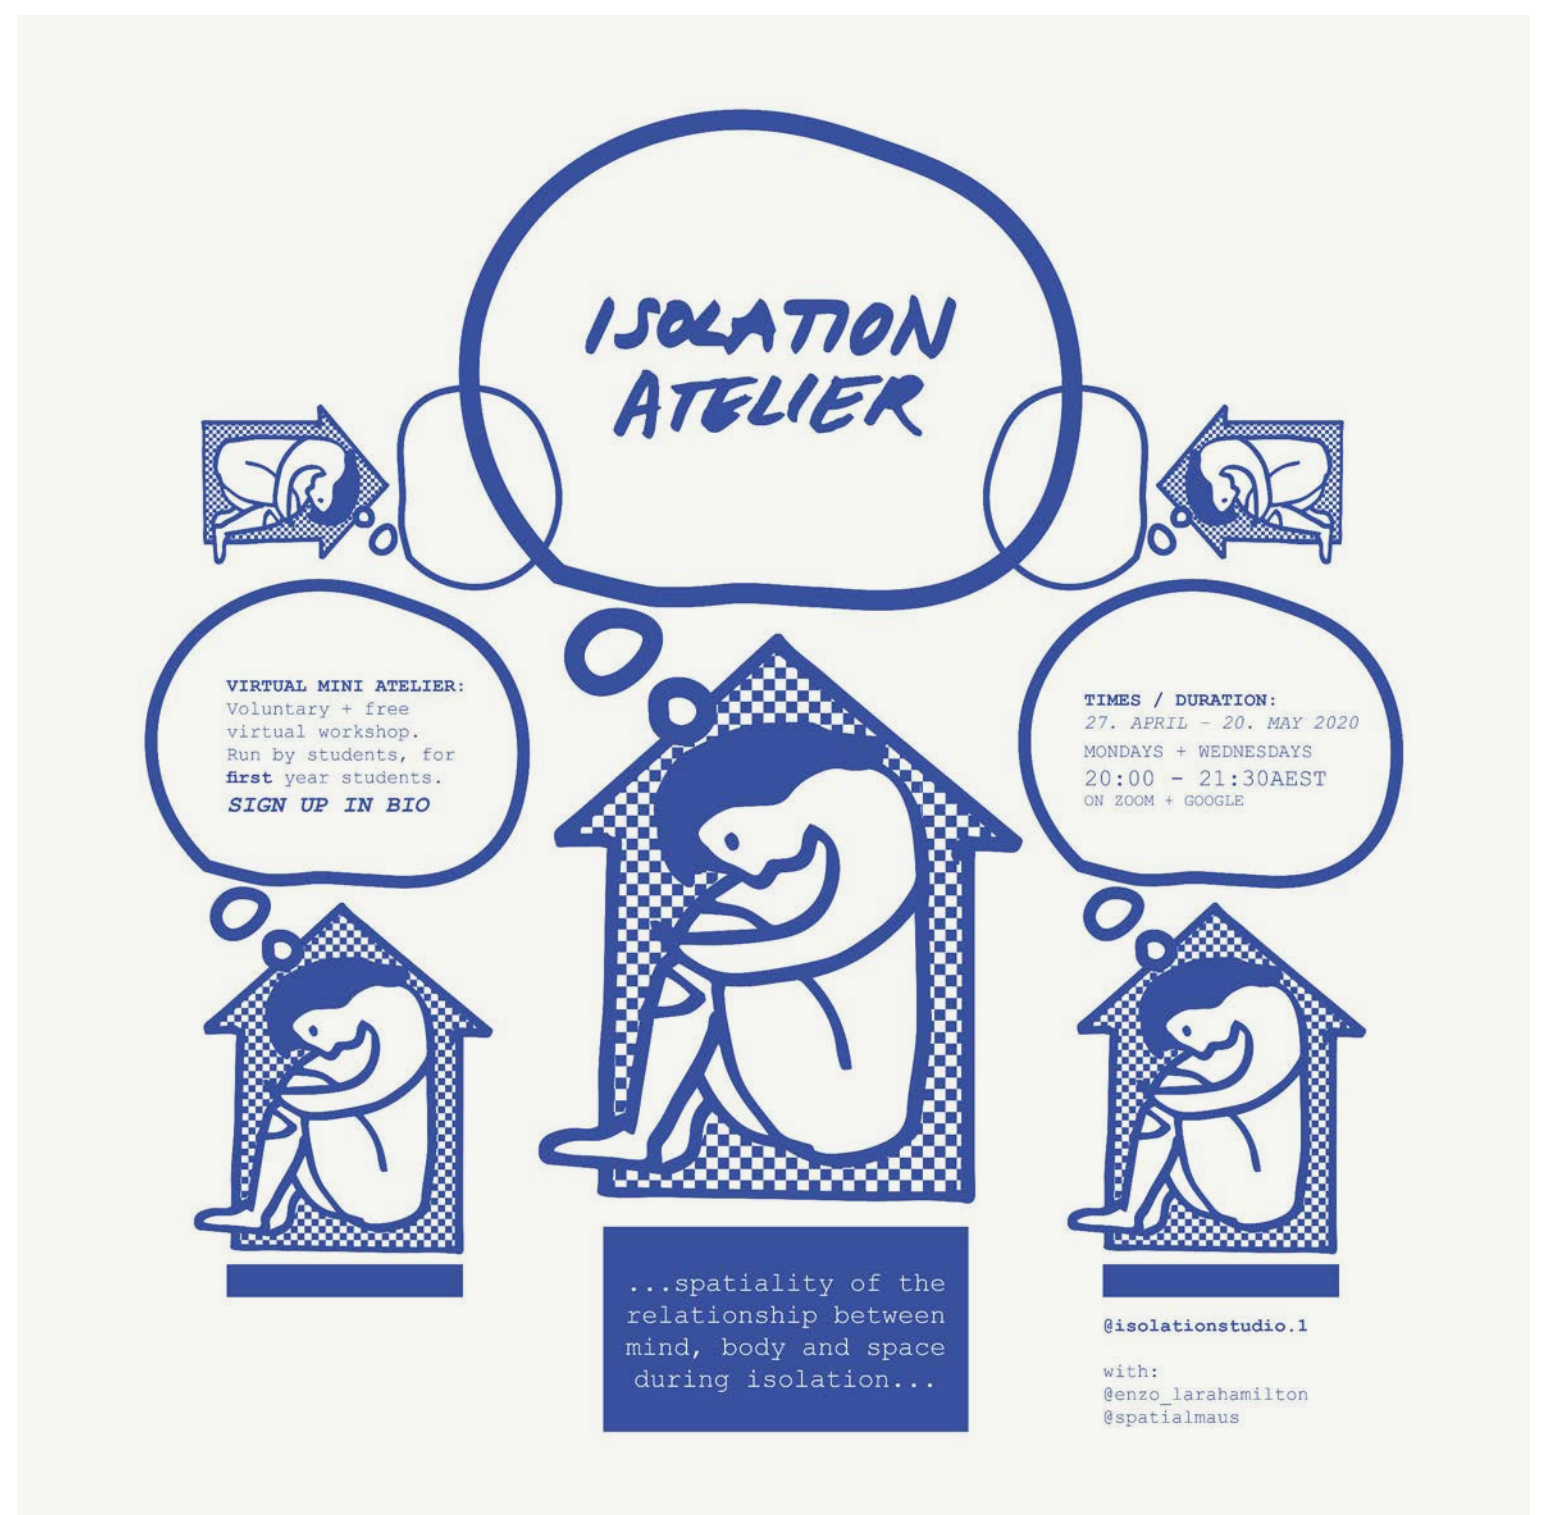 ISOLATION
ATELIER
VIRTUAL MINI ATELIER:
Voluntary + free
virtual workshop.
Run by students, for
first year students.
SIGN UP IN BIO
TIMES / DURATION:
27. APRIL – 20. MAY 2020
MONDAYS + WEDNESDAYS
20:00 – 21:30AEST
ON ZOOM + GOOGLE
...spatiality of the
relationship between
mind, body and space
during isolation...
@isolationstudio.1
with:
@enzo_larahamilton
@spatialmaus